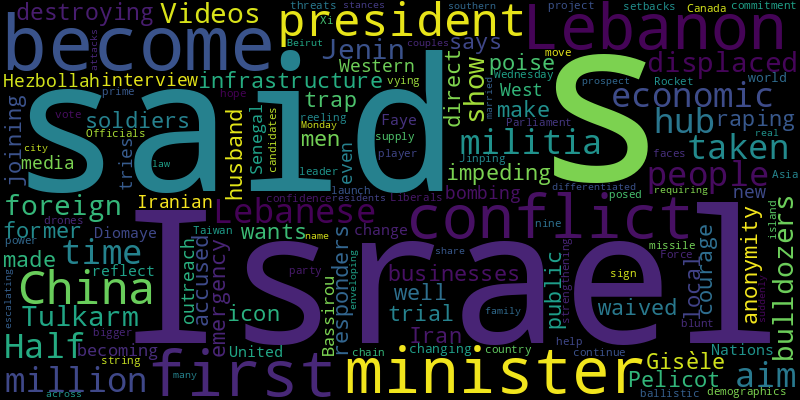 destroying Videos president threats stances southern project setbacks Canada commitment
become Xi Beirut couples vying Lebanon
Jenin says move displaced
Hezbollah interview infrastructure Western poise Wednesday Rocket world
said S
attacks prime trap direct show West prospect economic
joining soldiers hope Faye married make hub raping
Officials vote men supply Parliament
city media tries law husband Senegal candidates reeling Monday even player militia taken real
leader Jinping impeding people faces Asia
Iranian launch confidence residents Liberals bombing differentiated posed requiring new
foreign Lebanese conflict
Israel
drones former Diomaye Taiwan name wants change nine missile island
power made time outreach accused emergency responders share public strengthening Force local courage anonymity bulldozers
China reflect party businesses sign suddenly
escalating Tulkarm icon Bassirou enveloping well trial family waived
bigger Iran blunt
Half becoming United chain changing country help Nations
string first minister Gisèle
million many continue Pelicot aim
across ballistic demographics